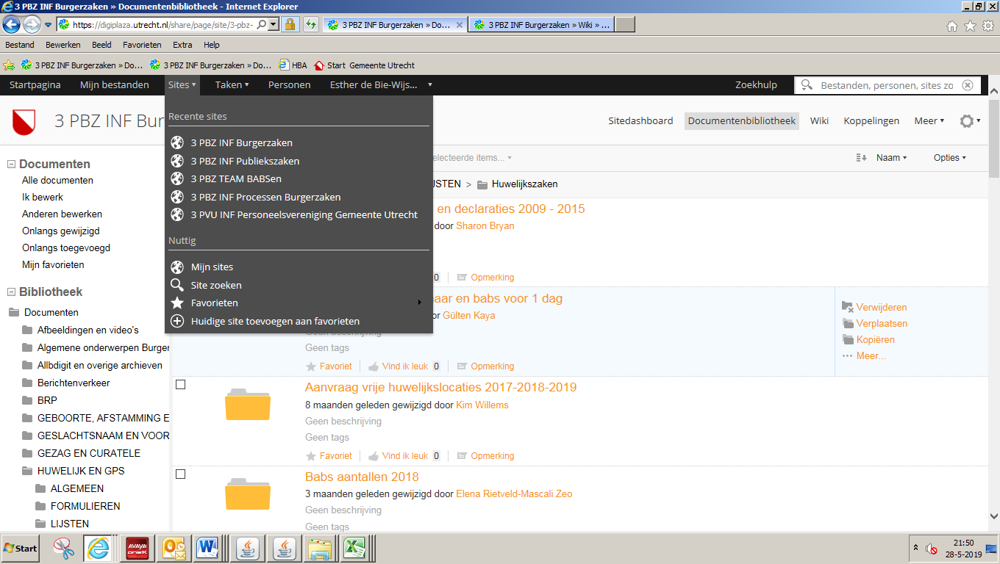 3 PBZ INF Burgerzaken » Documentenbibliotheek - Internet Explorer
https://digiplaza.utrecht.nl/share/page/site/3-pbz-
3 PBZ INF Burgerzaken » Do...
3 PBZ INF Burgerzaken » Wiki » ...
Bestand Bewerken Beeld Favorieten Extra Help
3 PBZ INF Burgerzaken » Do... 3 PBZ INF Burgerzaken » Do... HBA Start Gemeente Utrecht
Startpagina Mijn bestanden Sites Taken Personen Esther de Bie-Wijs... Zoekhulp Bestanden, personen, sites zo
3 PBZ INF Bur
Sitedashboard Documentenbibliotheek Wiki Koppelingen Meer
Recente sites
3 PBZ INF Burgerzaken
3 PBZ INF Publiekszaken
3 PBZ TEAM BABSen
3 PBZ INF Processen Burgerzaken
3 PVU INF Personeelsvereniging Gemeente Utrecht
Nuttig
Mijn sites
Site zoeken
Favorieten
Huidige site toevoegen aan favorieten
Documenten
Alle documenten
Ik bewerk
Anderen bewerken
Onlangs gewijzigd
Onlangs toegevoegd
Mijn favorieten
Bibliotheek
Documenten
Afbeeldingen en video's
Algemene onderwerpen Burger
Allbdigit en overige archieven
Berichtenverkeer
BRP
GEBOORTE, AFSTAMMING E
GESLACHTSNAAM EN VOOR
GEZAG EN CURATELE
HUWELIJK EN GPS
ALGEMEEN
FORMULIEREN
LIJSTEN
electeerde items... Naam Opties
JSTEN > Huwelijkszaken
en declaraties 2009 - 2015
door Sharon Bryan
0 Opmerking
aar en babs voor 1 dag
or Gülten Kaya
Geen beschrijving
Geen tags
Favoriet Vind ik leuk 0 Opmerking
Verwijderen
Verplaatsen
Kopiëren
Meer...
Aanvraag vrije huwelijkslocaties 2017-2018-2019
8 maanden geleden gewijzigd door Kim Willems
Geen beschrijving
Geen tags
Favoriet Vind ik leuk 0 Opmerking
Babs aantallen 2018
3 maanden geleden gewijzigd door Elena Rietveld-Mascali Zeo
Geen beschrijving
Geen tags
Start
AVAYA
one-X
21:50
28-5-2019